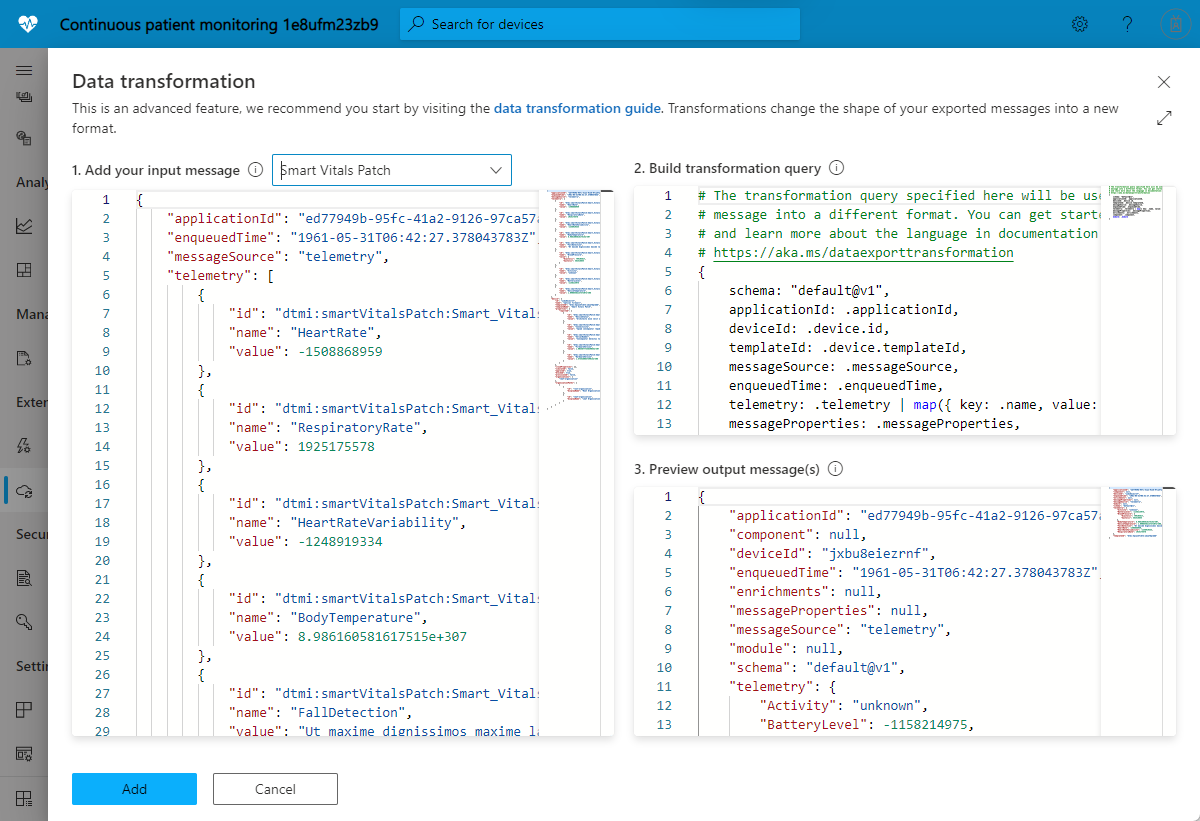 Continuous patient monitoring 1e8ufm23zb9
Search for devices
Data transformation
This is an advanced feature, we recommend you start by visiting the data transformation guide. Transformations change the shape of your exported messages into a new
format.
Analy
Mana
Exter
Secur
Settin
1. Add your input message
Smart Vitals Patch
1 {
2 "applicationId": "ed77949b-95fc-41a2-9126-97ca57
3 "enqueuedTime": "1961-05-31T06:42:27.378043783Z",
4 "messageSource": "telemetry",
5 "telemetry": [
6 {
7 "id": "dtmi:smartVitalsPatch:Smart_Vitals
8 "name": "HeartRate",
9 "value": -1508868959
10 },
11 {
12 "id": "dtmi:smartVitalsPatch:Smart_Vitals
13 "name": "RespiratoryRate",
14 "value": 1925175578
15 },
16 {
17 "id": "dtmi:smartVitalsPatch:Smart_Vitals
18 "name": "HeartRateVariability",
19 "value": -1248919334
20 },
21 {
22 "id": "dtmi:smartVitalsPatch:Smart_Vitals
23 "name": "BodyTemperature",
24 "value": 8.986160581617515e+307
25 },
26 {
27 "id": "dtmi:smartVitalsPatch:Smart_Vitals
28 "name": "FallDetection",
29 "value": "Ut maxime dignissimos maxime la
2. Build transformation query
1 # The transformation query specified here will be use
2 # message into a different format. You can get starte
3 # and learn more about the language in documentation
4 # https://aka.ms/dataexporttransformation
5 {
6 schema: "default@v1",
7 applicationId: .applicationId,
8 deviceId: .device.id,
9 templateId: .device.templateId,
10 messageSource: .messageSource,
11 enqueuedTime: .enqueuedTime,
12 telemetry: .telemetry | map({ key: .name, value:
13 messageProperties: .messageProperties,
3. Preview output message(s)
1 {
2 "applicationId": "ed77949b-95fc-41a2-9126-97ca57
3 "component": null,
4 "deviceId": "jxbu8eiezrnf",
5 "enqueuedTime": "1961-05-31T06:42:27.378043783Z",
6 "enrichments": null,
7 "messageProperties": null,
8 "messageSource": "telemetry",
9 "module": null,
10 "schema": "default@v1",
11 "telemetry": {
12 "Activity": "unknown",
13 "BatteryLevel": -1158214975,
Add
Cancel